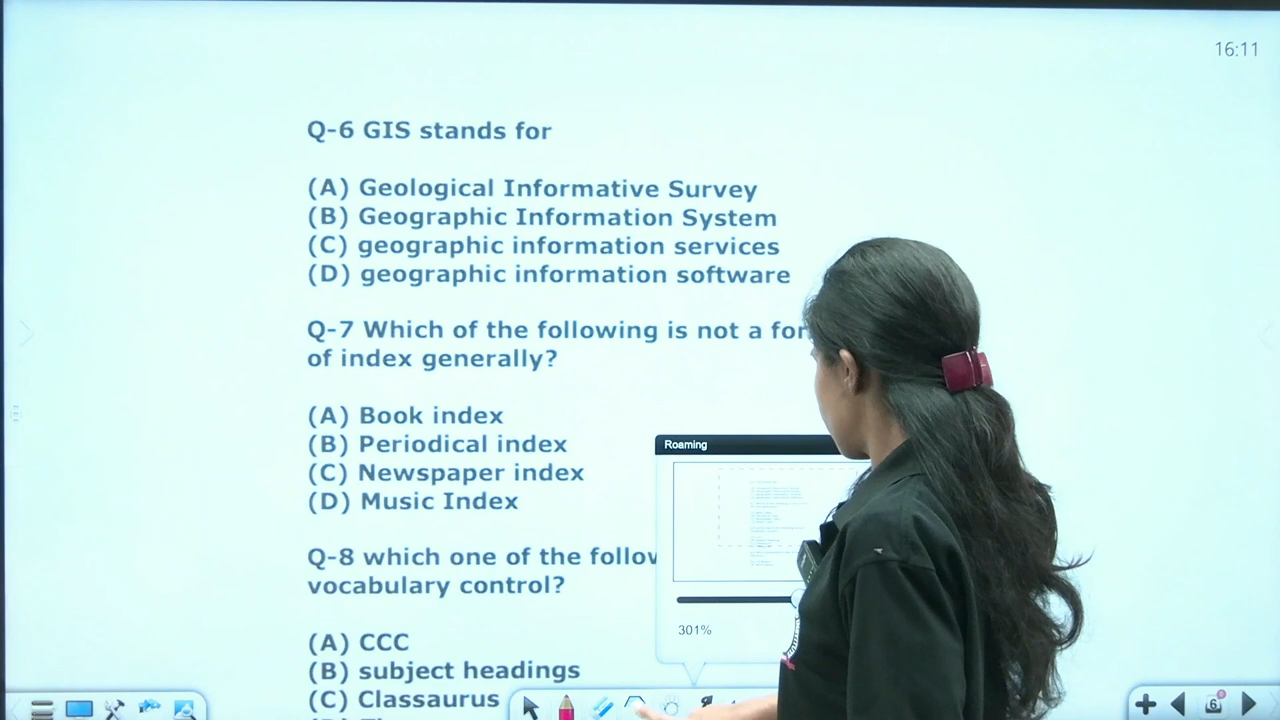 16:11
Q-6 GIS stands for
(A) Geological Informative Survey
(B) Geographic Information System
(C) geographic information services
(D) geographic information software
Q-7 Which of the following is not a for
of index generally?
(A) Book index
(B) Periodical index
(C) Newspaper index
(D) Music Index
Roaming
Q-8 which one of the follow
vocabulary control?
301%
(A) CCC
(B) subject headings
(C) Classaurus
6